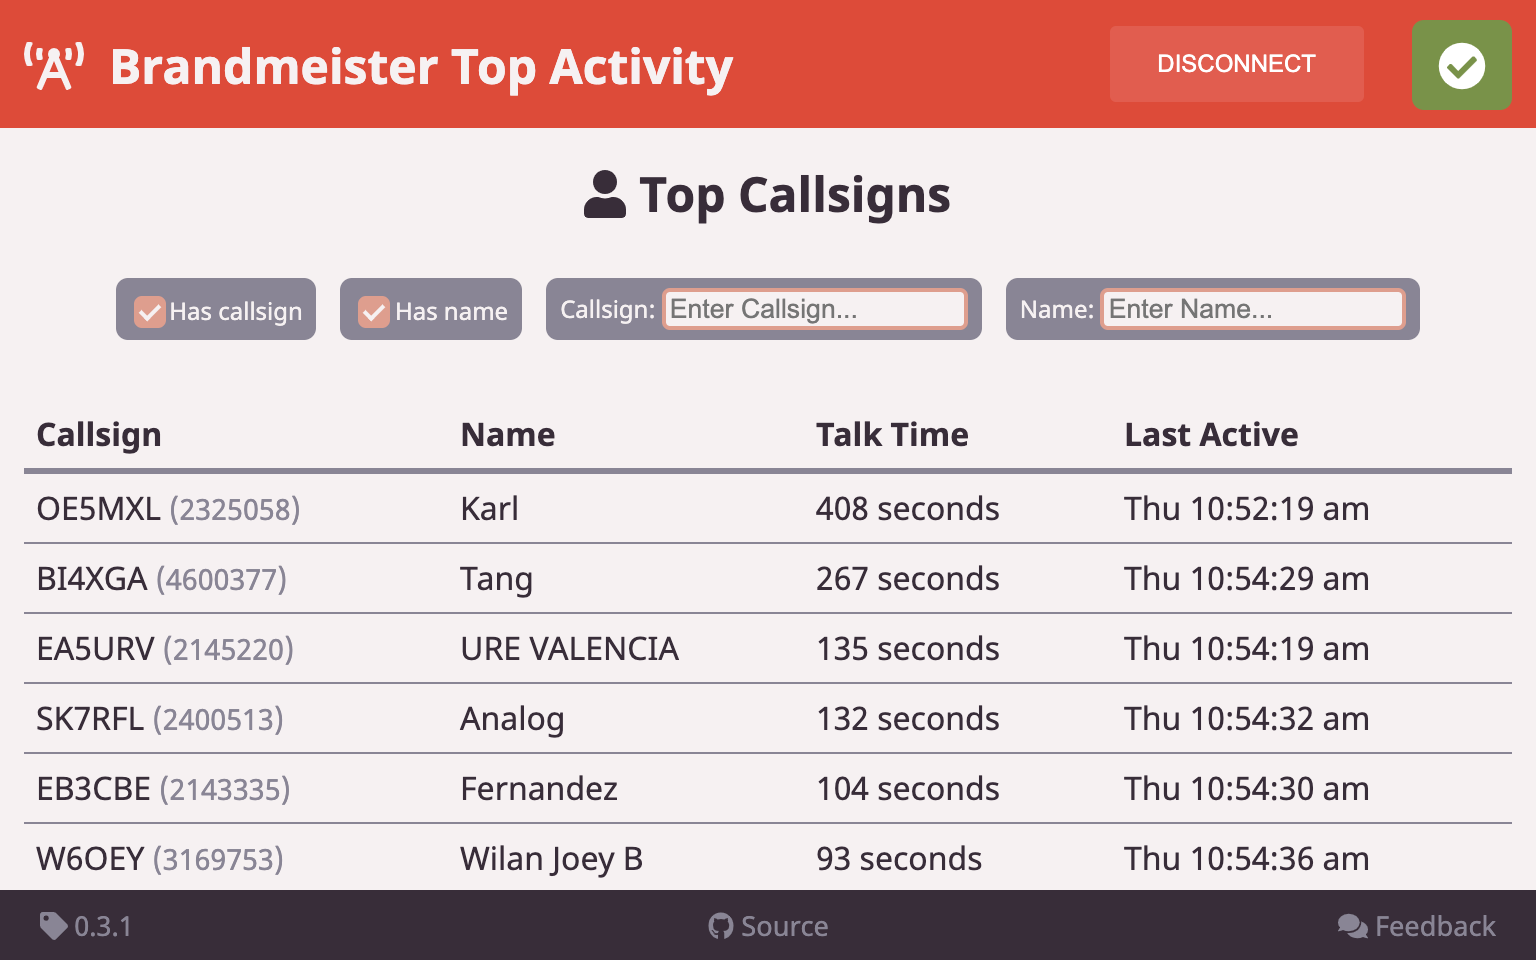 Brandmeister Top Activity DISCONNECT
Top Callsigns
Has callsign Has name Callsign: Enter Callsign... Name: Enter Name...
Callsign Name Talk Time Last Active
OE5MXL (2325058) Karl 408 seconds Thu 10:52:19 am
BI4XGA (4600377) Tang 267 seconds Thu 10:54:29 am
EA5URV (2145220) URE VALENCIA 135 seconds Thu 10:54:19 am
SK7RFL (2400513) Analog 132 seconds Thu 10:54:32 am
EB3CBE (2143335) Fernandez 104 seconds Thu 10:54:30 am
W6OEY (3169753) Wilan Joey B 93 seconds Thu 10:54:36 am
0.3.1 Source Feedback